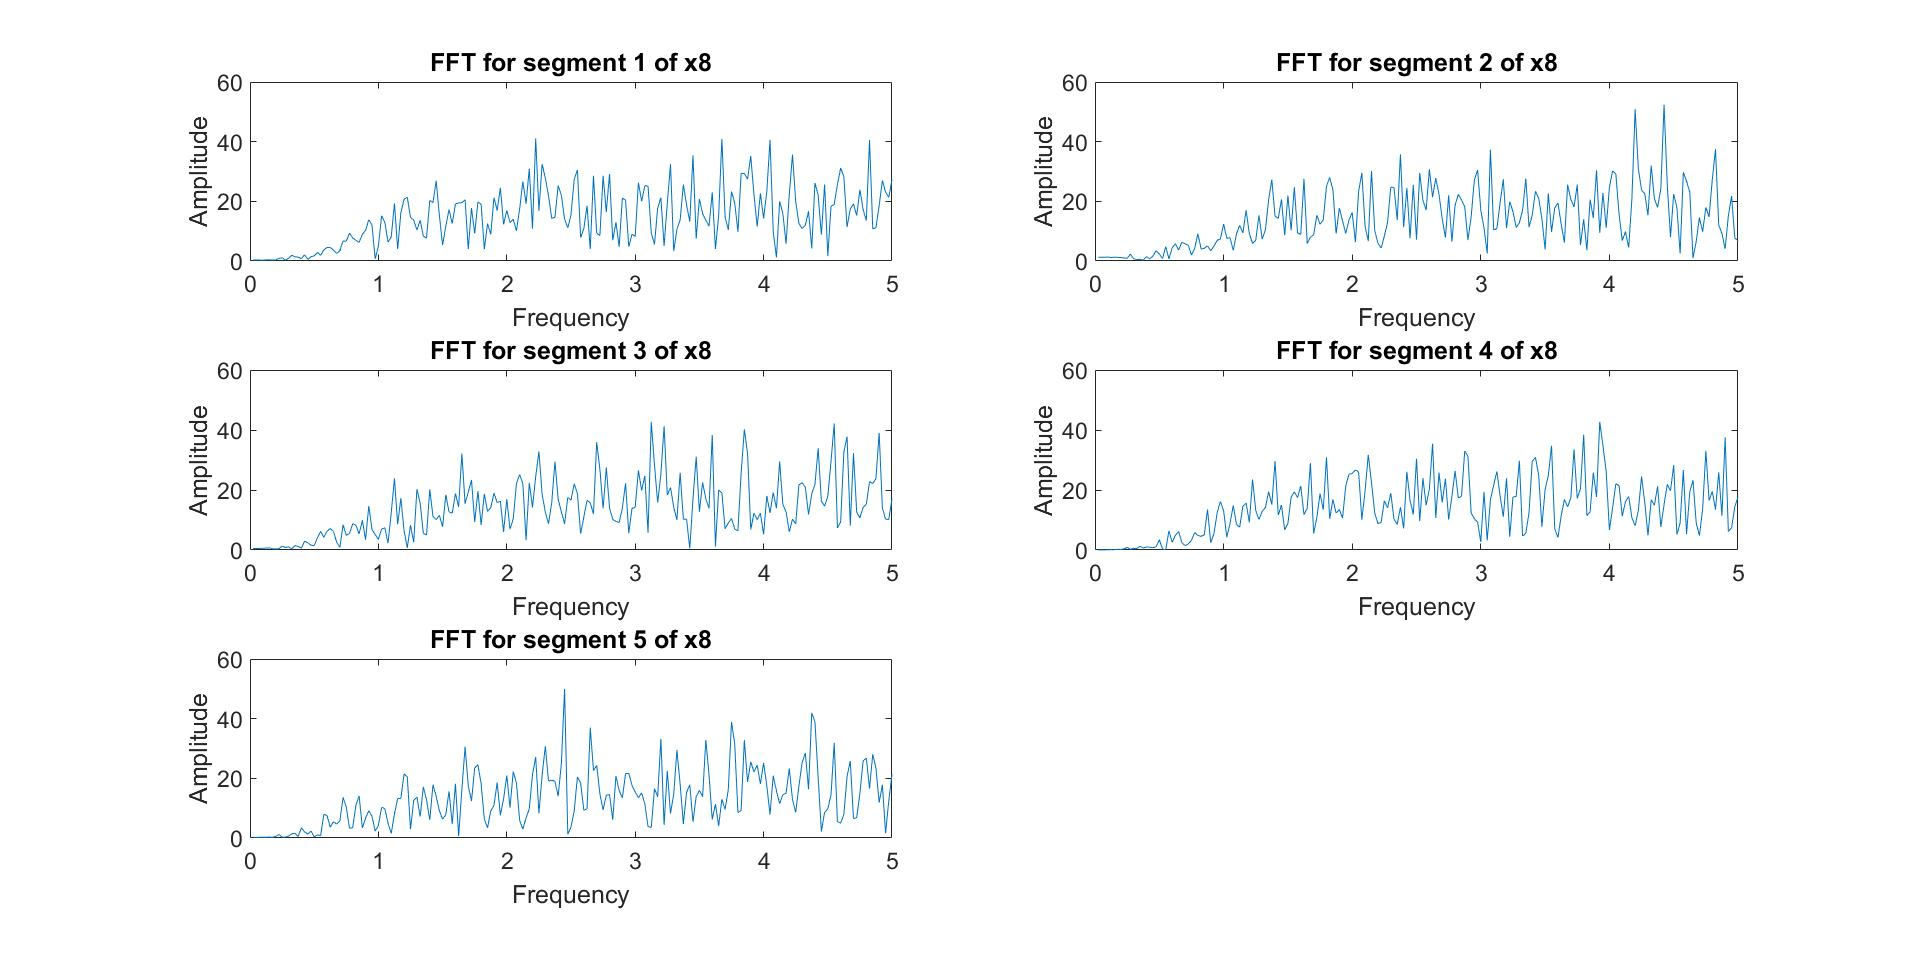 FFT for segment 1 of x8
60
40
20
0
Amplitude
0 1 2 3 4 5
Frequency
FFT for segment 2 of x8
60
40
20
0
Amplitude
0 1 2 3 4 5
Frequency
FFT for segment 3 of x8
60
40
20
0
Amplitude
0 1 2 3 4 5
Frequency
FFT for segment 4 of x8
60
40
20
0
Amplitude
0 1 2 3 4 5
Frequency
FFT for segment 5 of x8
60
40
20
0
Amplitude
0 1 2 3 4 5
Frequency